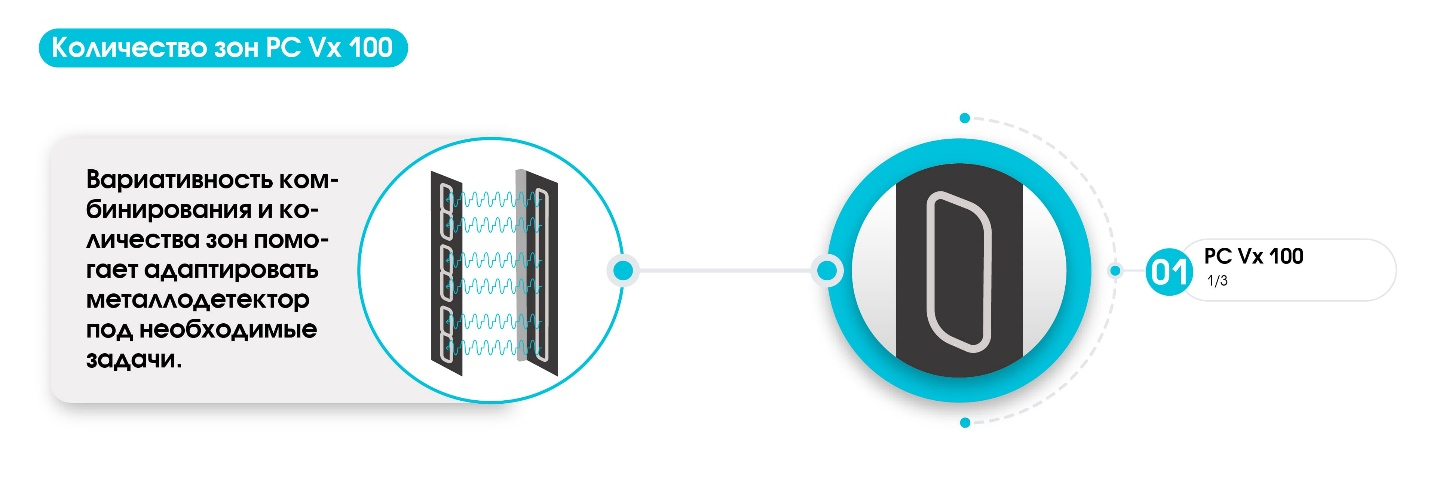 Количество зон РС Vx 100
Вариативность ком-
бинирования и ко-
личества зон помо-
гает адаптировать
металлодетектор
под необходимые
задачи.
01
PC Vx 100
1/3